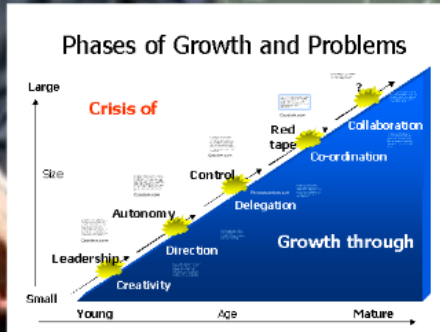 Phases of Growth and Problems
Large
Crisis of
?
Collaboration
Red
tape
Co-ordination
Size
Control
Delegation
Autonomy
Direction
Growth through
Leadership
Creativity
Small
Young
Age
Mature